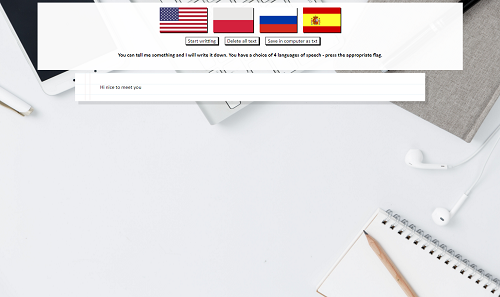 Start writting Delete all text Save in computer as txt
You can tell me something and I will write it down. You have a choice of 4 languages of speech - press the appropriate flag.
Hi nice to meet you